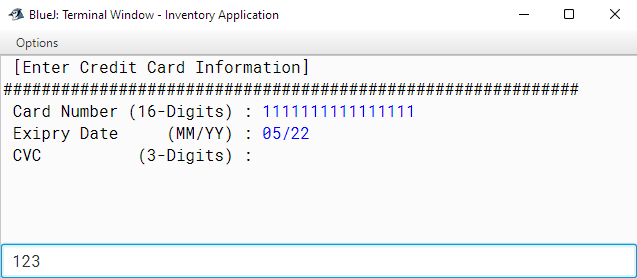 BlueJ: Terminal Window - Inventory Application
Options
[Enter Credit Card Information]
############################################################
Card Number (16-Digits) : 1111111111111111
Exipry Date (MM/YY) : 05/22
CVC (3-Digits) :
123